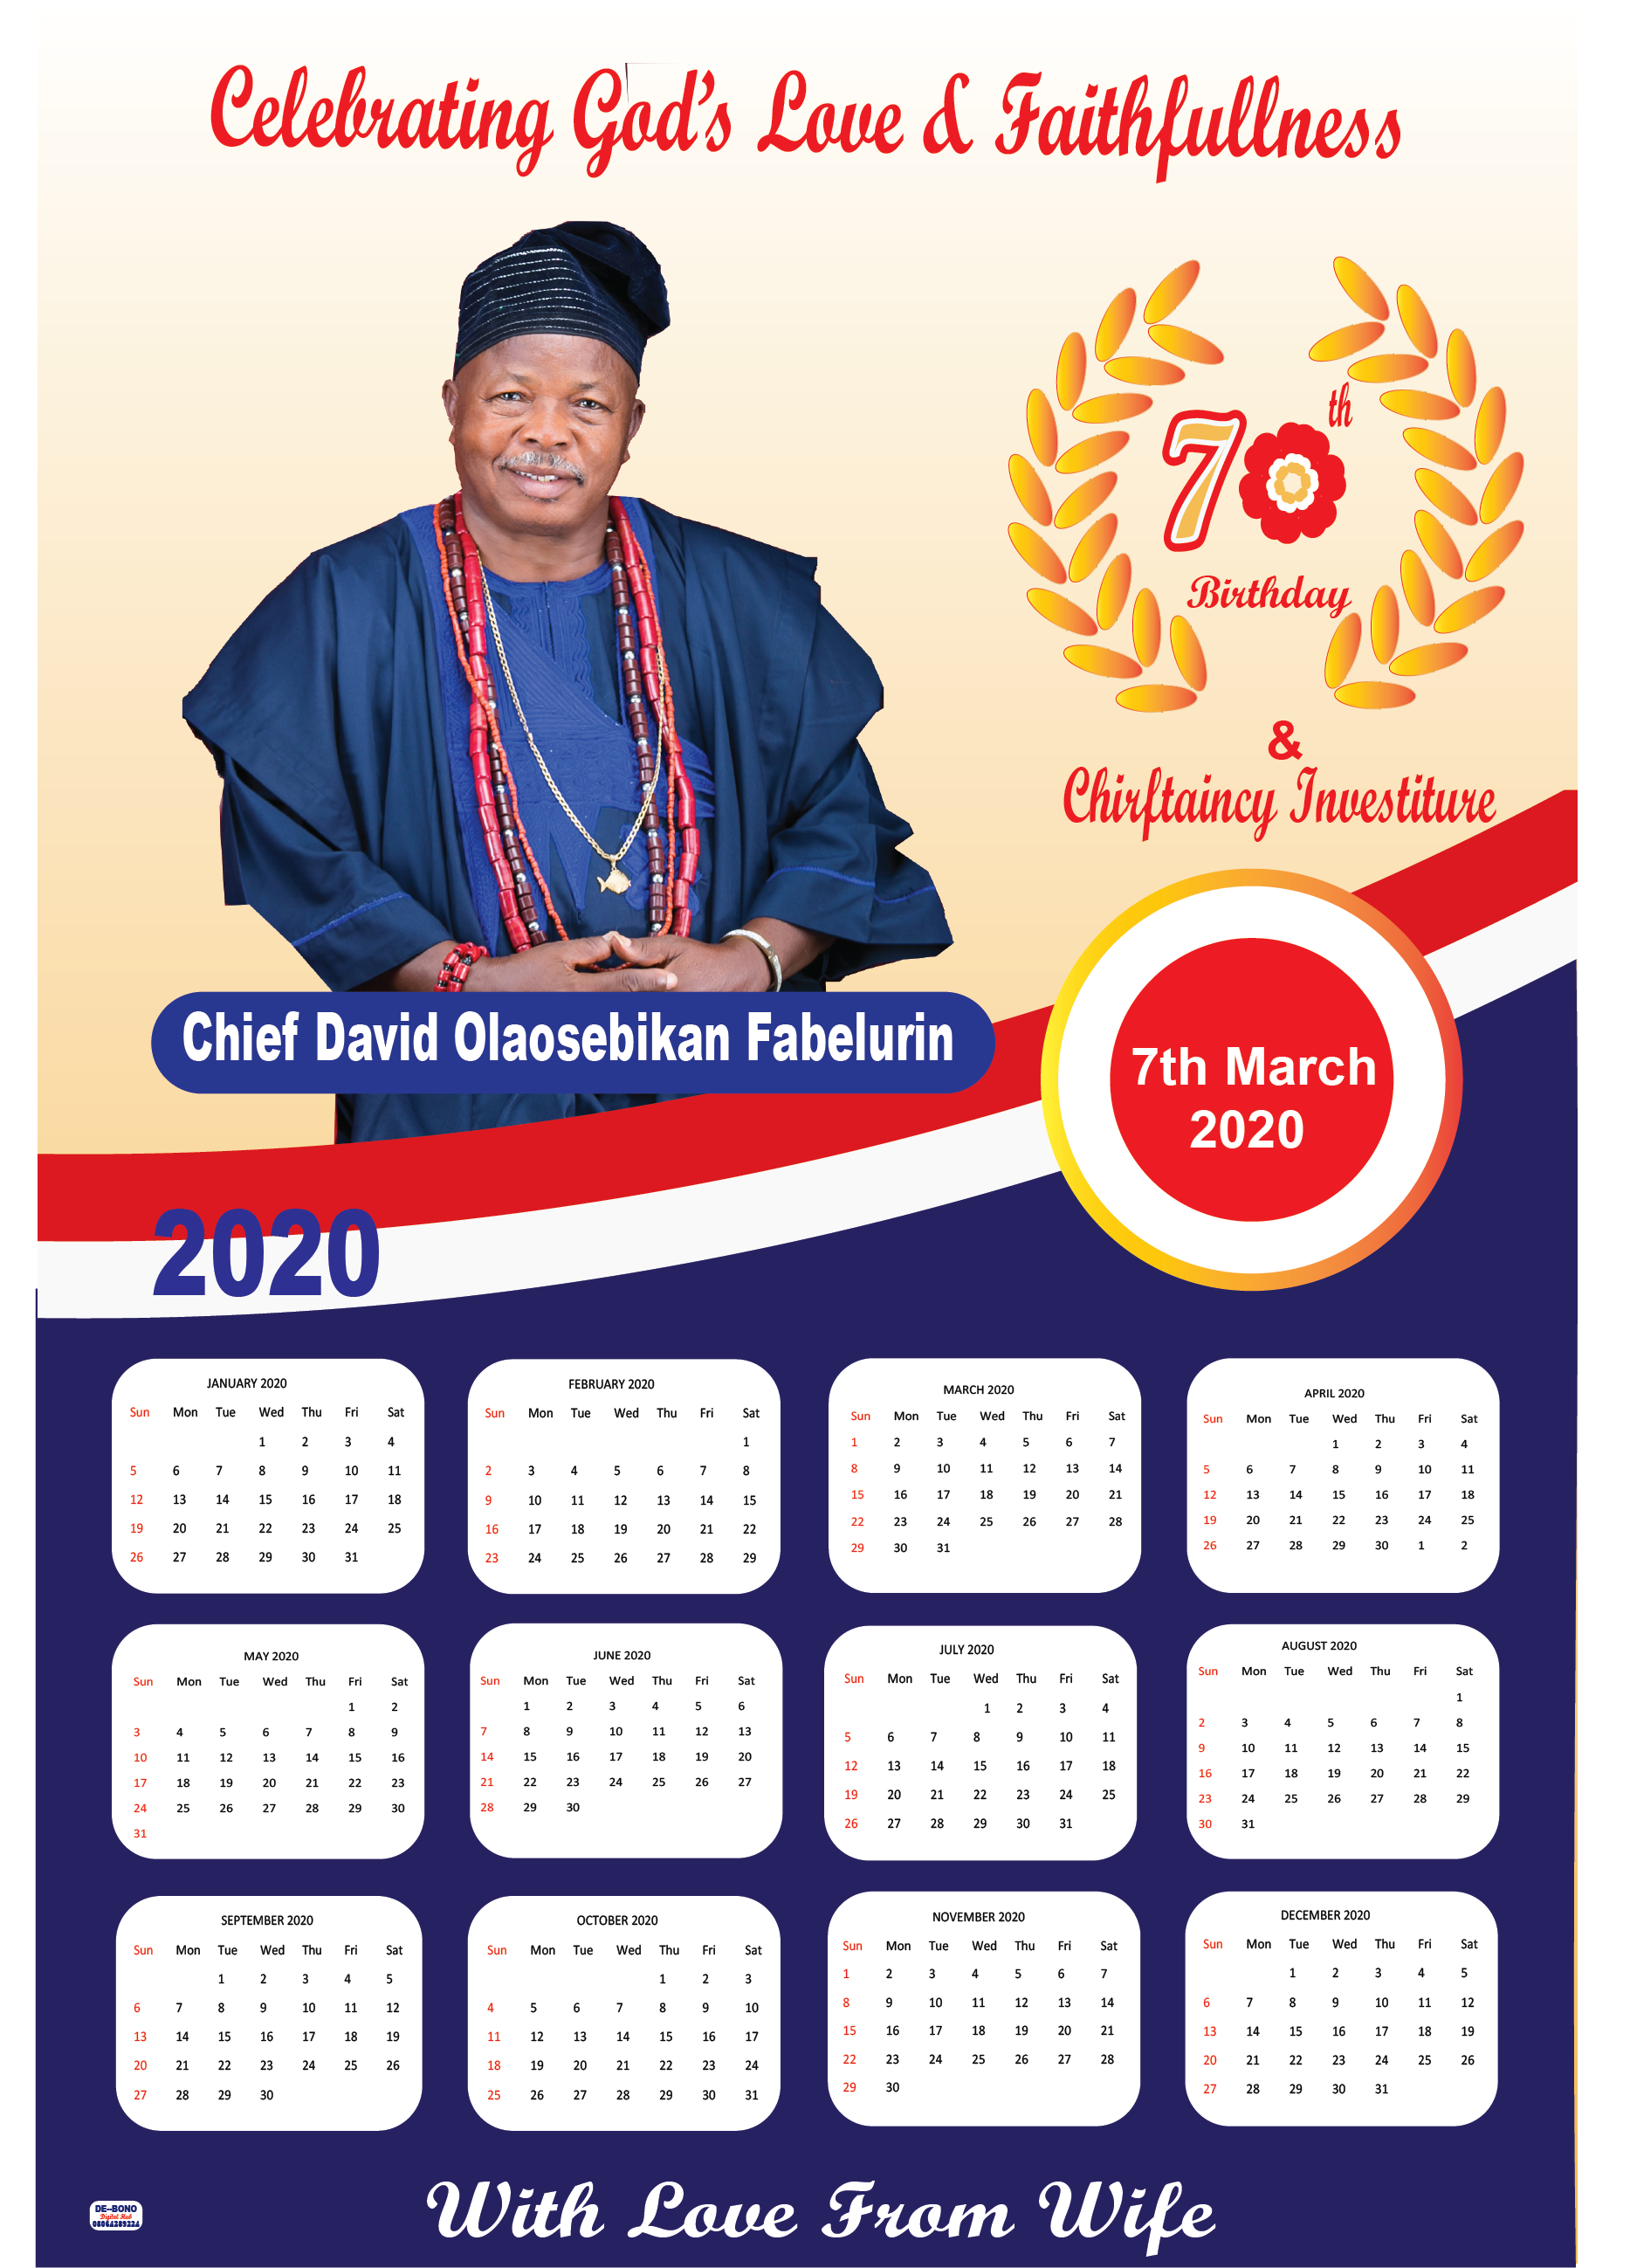 Celebrating God's Love & Faithfullness
70th
Birthday
&
Chirftaincy Investiture
Chief David Olaosebikan Fabelurin
7th March
2020
2020
JANUARY 2020
Sun Mon Tue Wed Thu Fri Sat
1 2 3 4
5 6 7 8 9 10 11
12 13 14 15 16 17 18
19 20 21 22 23 24 25
26 27 28 29 30 31
FEBRUARY 2020
Sun Mon Tue Wed Thu Fri Sat
1
2 3 4 5 6 7 8
9 10 11 12 13 14 15
16 17 18 19 20 21 22
23 24 25 26 27 28 29
MARCH 2020
Sun Mon Tue Wed Thu Fri Sat
1 2 3 4 5 6 7
8 9 10 11 12 13 14
15 16 17 18 19 20 21
22 23 24 25 26 27 28
29 30 31
APRIL 2020
Sun Mon Tue Wed Thu Fri Sat
1 2 3 4
5 6 7 8 9 10 11
12 13 14 15 16 17 18
19 20 21 22 23 24 25
26 27 28 29 30 1 2
MAY 2020
Sun Mon Tue Wed Thu Fri Sat
1 2
3 4 5 6 7 8 9
10 11 12 13 14 15 16
17 18 19 20 21 22 23
24 25 26 27 28 29 30
31
JUNE 2020
Sun Mon Tue Wed Thu Fri Sat
1 2 3 4 5 6
7 8 9 10 11 12 13
14 15 16 17 18 19 20
21 22 23 24 25 26 27
28 29 30
JULY 2020
Sun Mon Tue Wed Thu Fri Sat
1 2 3 4
5 6 7 8 9 10 11
12 13 14 15 16 17 18
19 20 21 22 23 24 25
26 27 28 29 30 31
AUGUST 2020
Sun Mon Tue Wed Thu Fri Sat
1
2 3 4 5 6 7 8
9 10 11 12 13 14 15
16 17 18 19 20 21 22
23 24 25 26 27 28 29
30 31
SEPTEMBER 2020
Sun Mon Tue Wed Thu Fri Sat
1 2 3 4 5
6 7 8 9 10 11 12
13 14 15 16 17 18 19
20 21 22 23 24 25 26
27 28 29 30
OCTOBER 2020
Sun Mon Tue Wed Thu Fri Sat
1 2 3
4 5 6 7 8 9 10
11 12 13 14 15 16 17
18 19 20 21 22 23 24
25 26 27 28 29 30 31
NOVEMBER 2020
Sun Mon Tue Wed Thu Fri Sat
1 2 3 4 5 6 7
8 9 10 11 12 13 14
15 16 17 18 19 20 21
22 23 24 25 26 27 28
29 30
DECEMBER 2020
Sun Mon Tue Wed Thu Fri Sat
1 2 3 4 5
6 7 8 9 10 11 12
13 14 15 16 17 18 19
20 21 22 23 24 25 26
27 28 29 30 31
DE--BONO
Digital Hub
With Love From Wife